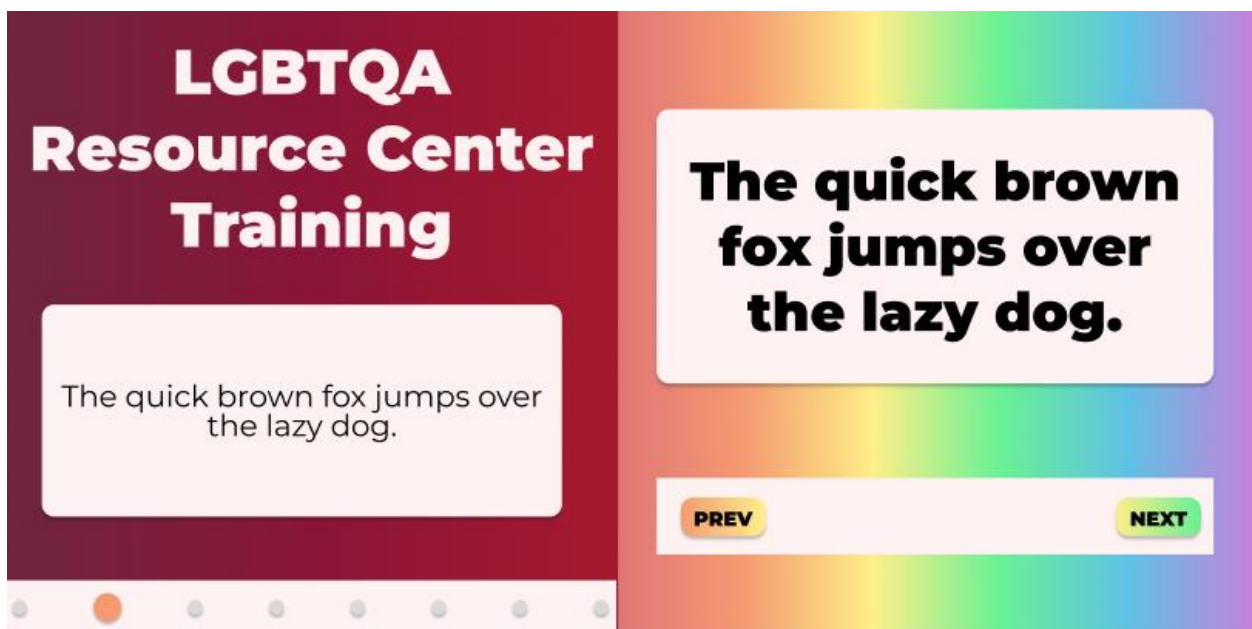 LGBTQA
Resource Center
Training
The quick brown fox jumps over
the lazy dog.
The quick brown
fox jumps over
the lazy dog.
PREV
NEXT